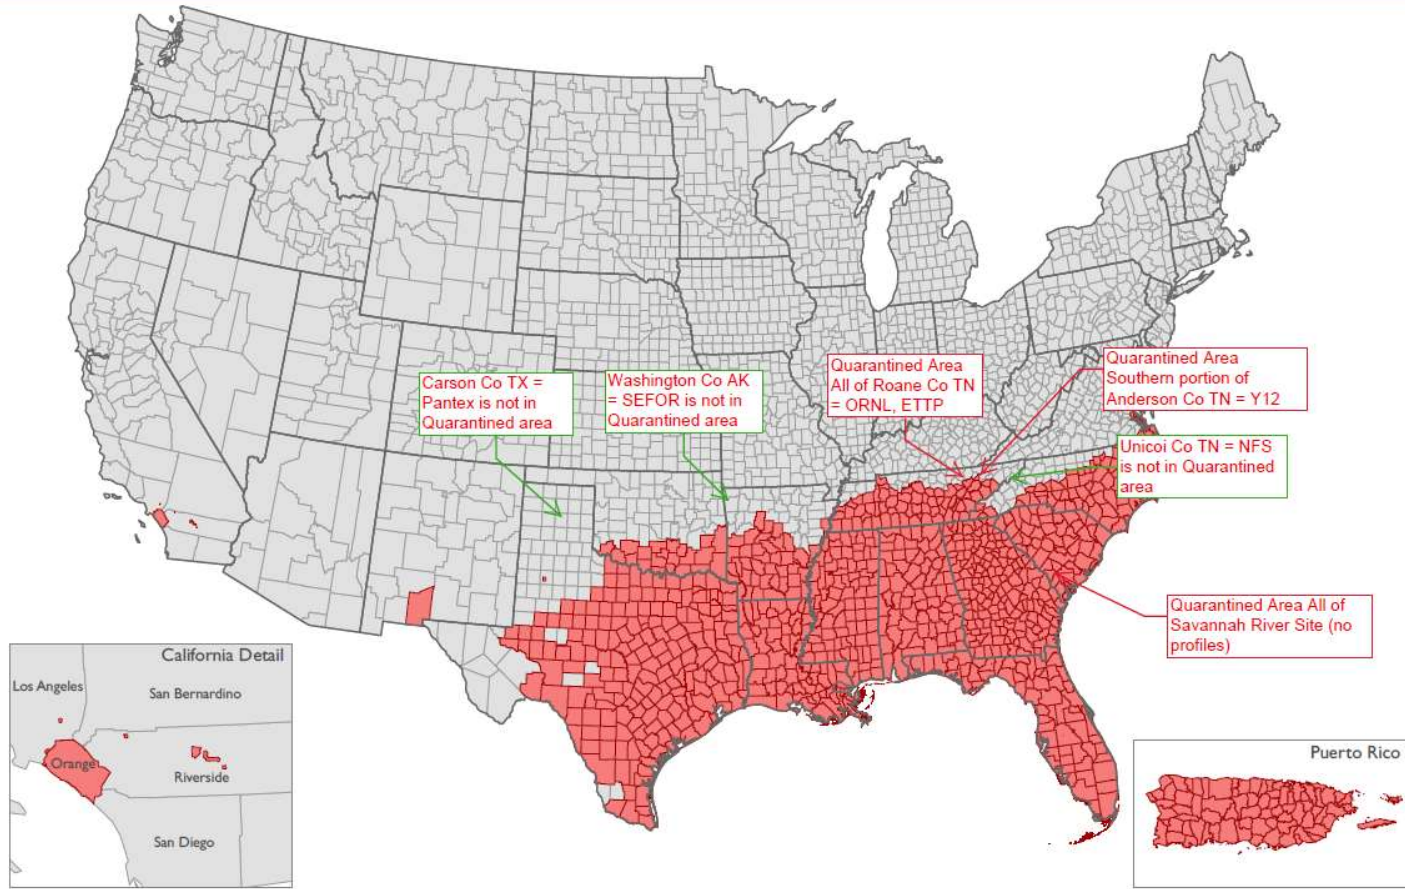 Carson Co TX =
Pantex is not in
Quarantined area
Washington Co AK
= SEFOR is not in
Quarantined area
Quarantined Area
All of Roane Co TN
= ORNL, ETTP
Quarantined Area
Southern portion of
Anderson Co TN = Y12
Unicoi Co TN = NFS
is not in Quarantined
area
Quarantined Area All of
Savannah River Site (no
profiles)
California Detail
Los Angeles
San Bernardino
Orange
Riverside
San Diego
Puerto Rico